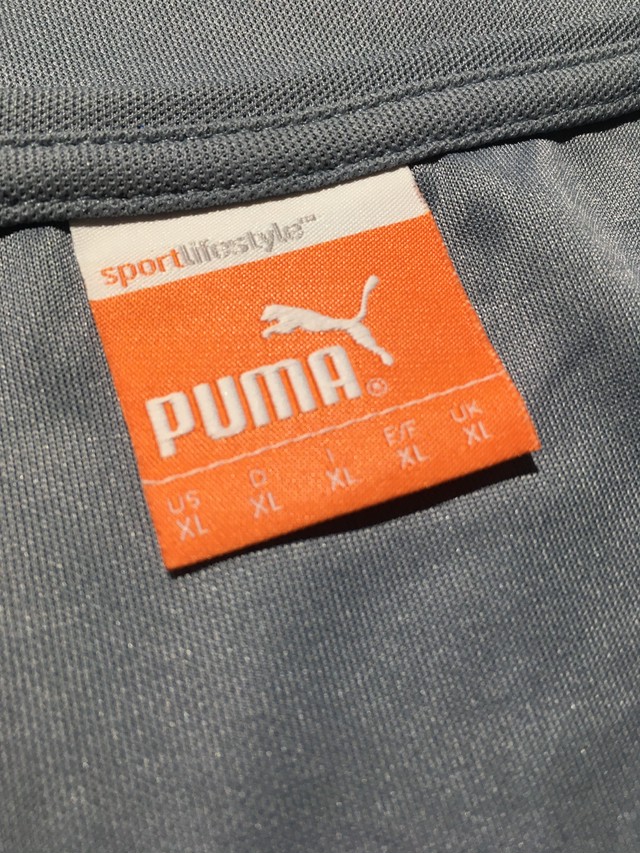 sportlifestyle™
PUMA®
US D I E/F UK
XL XL XL XL XL